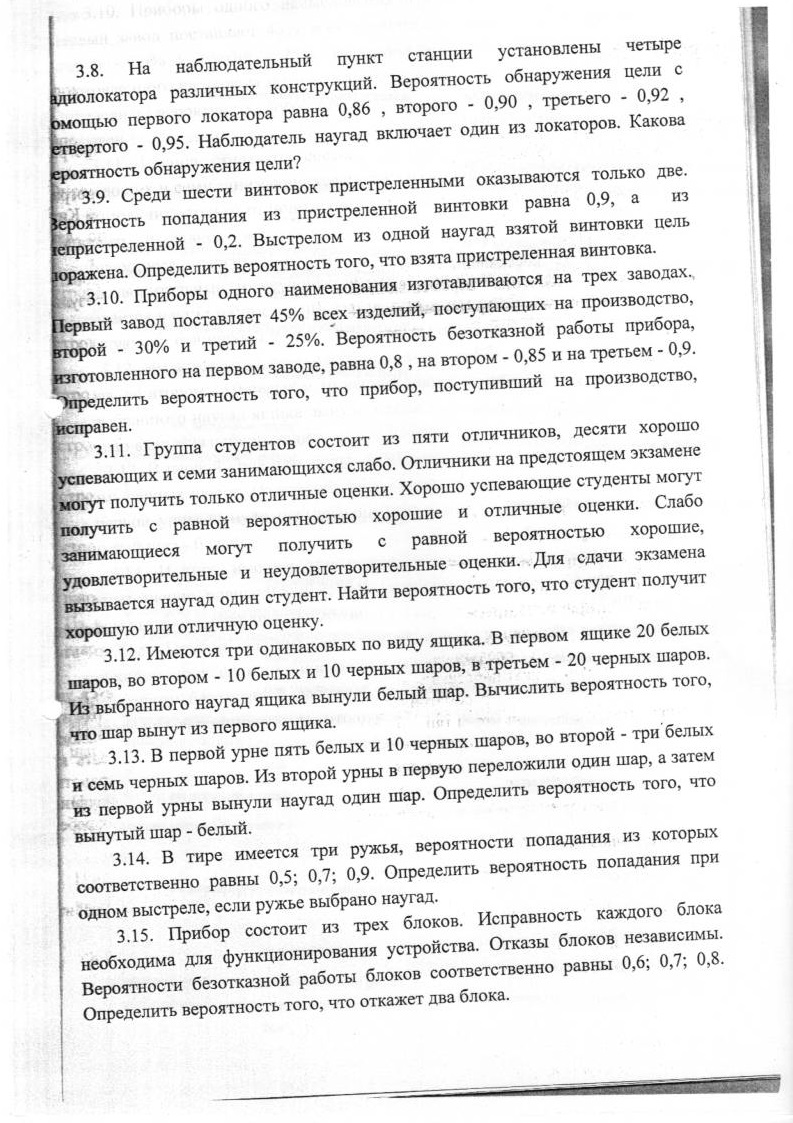 3.8. На наблюдательный пункт станции установлены четыре
адиолокатора различных конструкций. Вероятность обнаружения цели с
омощью первого локатора равна 0,86 , второго - 0,90 , третьего - 0,92 ,
етвертого - 0,95. Наблюдатель наугад включает один из локаторов. Какова
ероятность обнаружения цели?
3.9. Среди шести винтовок пристреленными оказываются только две.
Вероятность попадания из пристреленной винтовки равна 0,9, а из
непристреленной - 0,2. Выстрелом из одной наугад взятой винтовки цель
поражена. Определить вероятность того, что взята пристреленная винтовка.
3.10. Приборы одного наименования изготавливаются на трех заводах.
Первый завод поставляет 45% всех изделий, поступающих на производство,
второй - 30% и третий - 25%. Вероятность безотказной работы прибора,
изготовленного на первом заводе, равна 0,8 , на втором - 0,85 и на третьем - 0,9.
Определить вероятность того, что прибор, поступивший на производство,
исправен.
3.11. Группа студентов состоит из пяти отличников, десяти хорошо
успевающих и семи занимающихся слабо. Отличники на предстоящем экзамене
могут получить только отличные оценки. Хорошо успевающие студенты могут
получить с равной вероятностью хорошие и отличные оценки. Слабо
занимающиеся могут получить с равной вероятностью хорошие,
удовлетворительные и неудовлетворительные оценки. Для сдачи экзамена
вызывается наугад один студент. Найти вероятность того, что студент получит
хорошую или отличную оценку.
3.12. Имеются три одинаковых по виду ящика. В первом ящике 20 белых
шаров, во втором - 10 белых и 10 черных шаров, в третьем - 20 черных шаров.
Из выбранного наугад ящика вынули белый шар. Вычислить вероятность того,
что шар вынут из первого ящика.
3.13. В первой урне пять белых и 10 черных шаров, во второй - три белых
и семь черных шаров. Из второй урны в первую переложили один шар, а затем
из первой урны вынули наугад один шар. Определить вероятность того, что
вынутый шар - белый.
3.14. В тире имеется три ружья, вероятности попадания из которых
соответственно равны 0,5; 0,7; 0,9. Определить вероятность попадания при
одном выстреле, если ружье выбрано наугад.
3.15. Прибор состоит из трех блоков. Исправность каждого блока
необходима для функционирования устройства. Отказы блоков независимы.
Вероятности безотказной работы блоков соответственно равны 0,6; 0,7; 0,8.
Определить вероятность того, что откажет два блока.